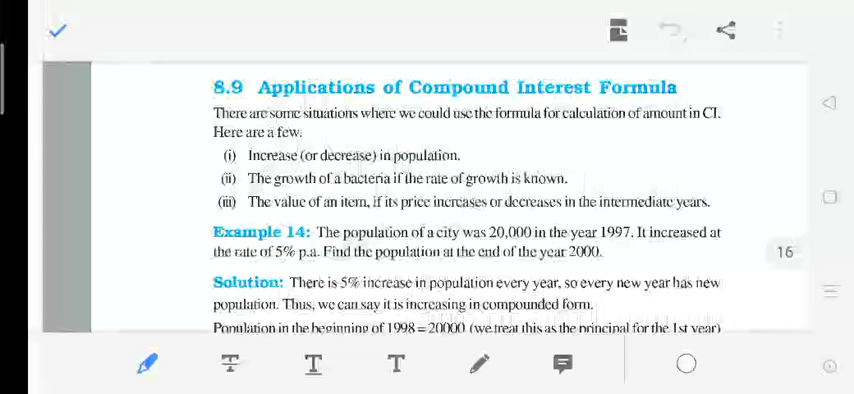 8.9 Applications of Compound Interest Formula
There are some situations where we could use the formula for calculation of amount in CI.
Here are a few.
(i) Increase (or decrease) in population.
(ii) The growth of a bacteria if the rate of growth is known.
(iii) The value of an item, if its price increases or decreases in the intermediate years.
Example 14: The population of a city was 20,000 in the year 1997. It increased at
the rate of 5% p.a. Find the population at the end of the year 2000.
16
Solution: There is 5% increase in population every year, so every new year has new
population. Thus, we can say it is increasing in compounded form.
Population in the beginning of 1998 = 20000 (we treat this as the principal for the 1st year)
T T T